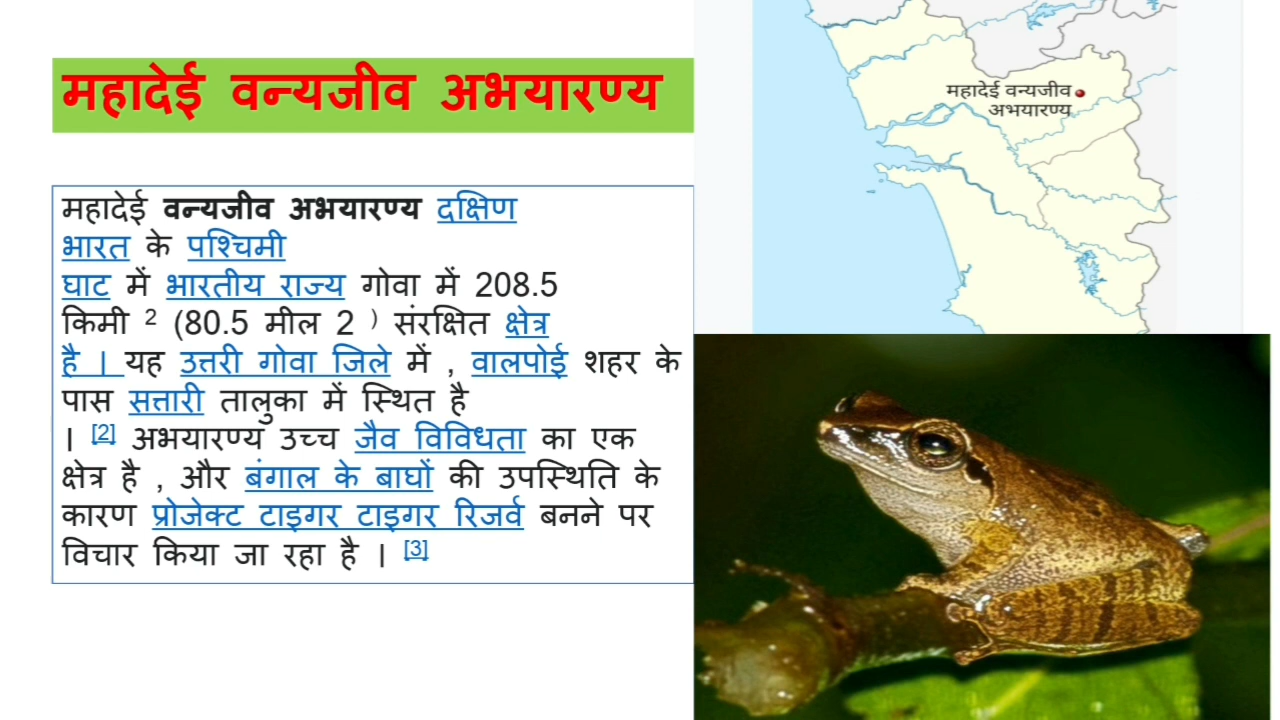 महादेई वन्यजीव अभयारण्य
महादेई वन्यजीव अभयारण्य दक्षिण
भारत के पश्चिमी
घाट में भारतीय राज्य गोवा में 208.5
किमी 2 (80.5 मील 2 ) संरक्षित क्षेत्र
है । यह उत्तरी गोवा जिले में , वालपोई शहर के
पास सत्तारी तालुका में स्थित है
। [2] अभयारण्य उच्च जैव विविधता का एक
क्षेत्र है , और बंगाल के बाघों की उपस्थिति के
कारण प्रोजेक्ट टाइगर टाइगर रिजर्व बनने पर
विचार किया जा रहा है । [3]
महादेई वन्यजीव
अभयारण्य